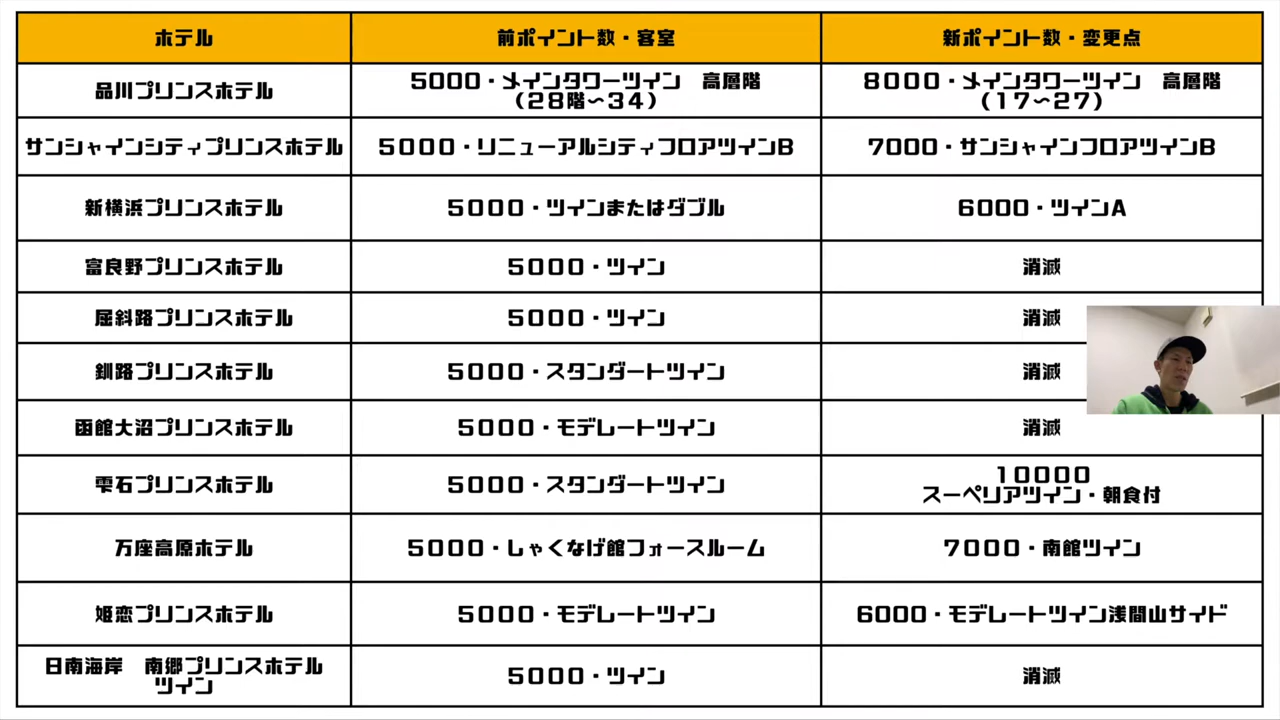 ホテル
前ポイント数・客室
新ポイント数・変更点
品川プリンスホテル
5000・メインタワーツイン 高層階
(28階〜34)
8000・メインタワーツイン 高層階
(17〜27)
サンシャインシティプリンスホテル
5000・リニューアルシティフロアツインB
7000・サンシャインフロアツインB
新横浜プリンスホテル
5000・ツインまたはダブル
6000・ツインA
富良野プリンスホテル
5000・ツイン
消滅
屈斜路プリンスホテル
5000・ツイン
消滅
釧路プリンスホテル
5000・スタンダートツイン
消滅
函館大沼プリンスホテル
5000・モデレートツイン
消滅
雫石プリンスホテル
5000・スタンダートツイン
10000
スーペリアツイン・朝食付
万座高原ホテル
5000・しゃくなげ館フォースルーム
7000・南館ツイン
姫恋プリンスホテル
5000・モデレートツイン
6000・モデレートツイン浅間山サイド
日南海岸 南郷プリンスホテル
ツイン
5000・ツイン
消滅